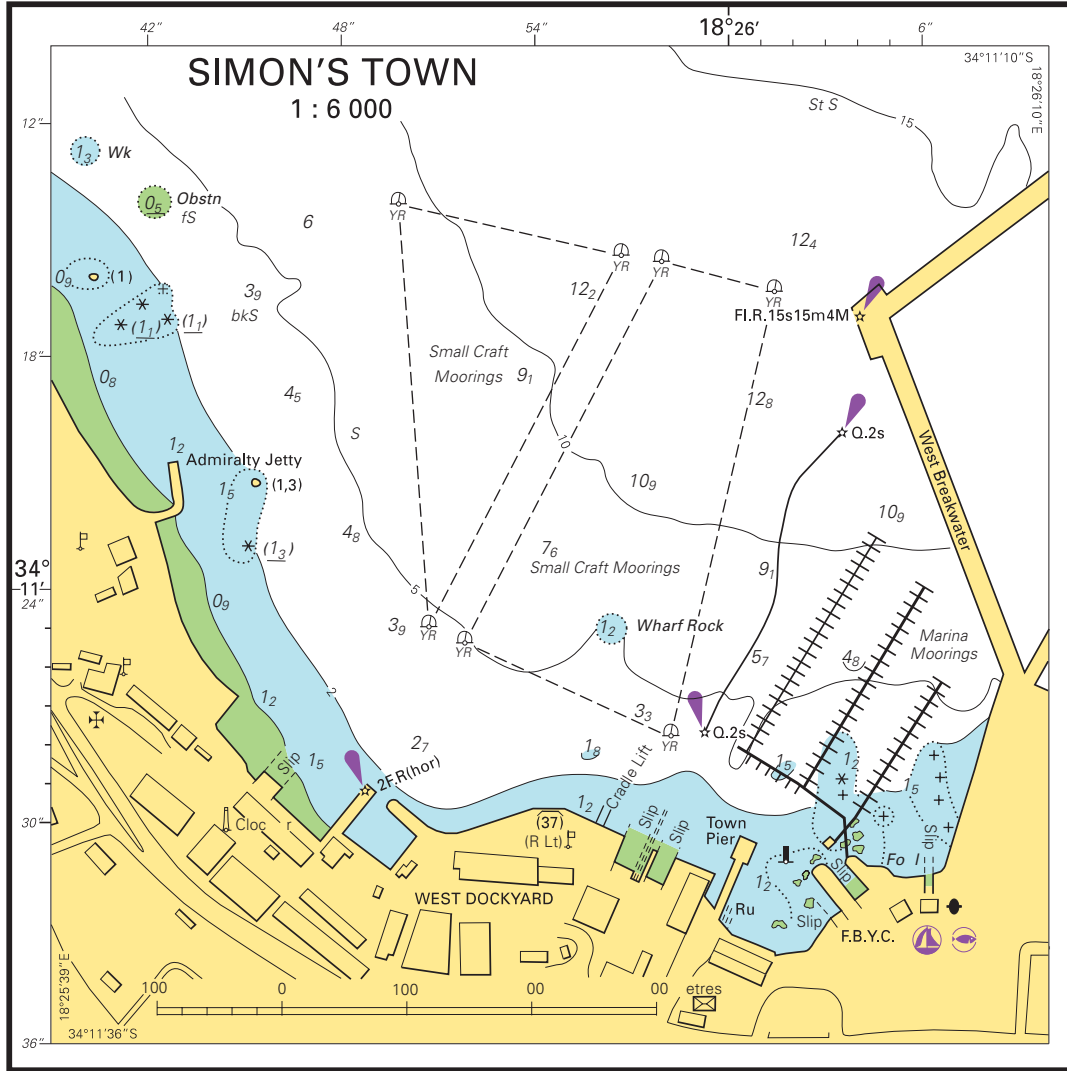 42″ 48″ 54″ 18°26′ 6″
34°11′10″S
18°26′10″E
SIMON'S TOWN
1 : 6 000
St S
15
12″
1₃ Wk
0₅ Obstn
fS
6
YR
12₄
YR
YR
YR
0₉ (1)
3₉
bkS
12₂
(1₁) (1₁)
Fl.R.15s15m4M
18″
Small Craft
Moorings
9₁
0₈
4₅
12₈
S
10
Q.2s
1₂
Admiralty Jetty
1₅ (1,3)
10₉
West Breakwater
10₉
4₈
7₆
(1₃)
34°
11′
24″
Small Craft Moorings
9₁
5
0₉
3₉
YR
YR
1₂ Wharf Rock
Marina
Moorings
5₇
4₈
1₂
2
3₃
YR
Q.2s
2₇
1₈
1₅
1₂
1₅
Slip
1₅
2F.R(hor)
Cradle Lift
1₂
30″
Cloc r
(37)
(R Lt)
Slip
Slip
Town
Pier
Slip
Fo l
Slip
1₂
WEST DOCKYARD
Ru
Slip
F.B.Y.C.
18°25′39″E
100 0 100 00 00 etres
34°11′36″S
36″